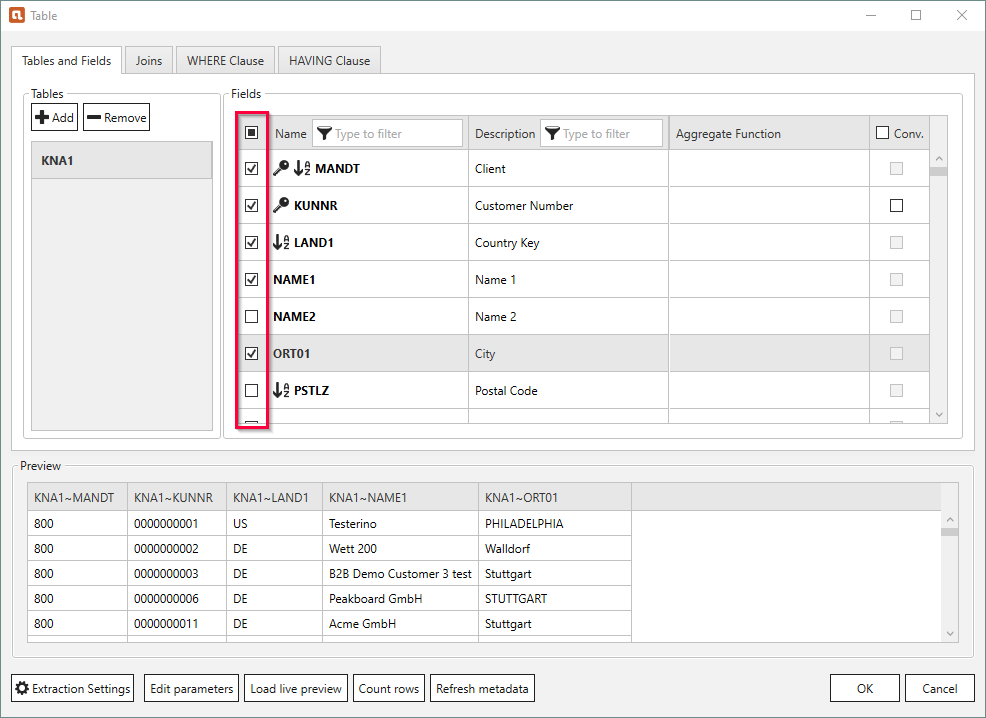 Table
Tables and Fields Joins WHERE Clause HAVING Clause
Tables Fields
Add Remove
KNA1
Name Type to filter Description Type to filter Aggregate Function Conv.
MANDT Client
KUNNR Customer Number
LAND1 Country Key
NAME1 Name 1
NAME2 Name 2
ORT01 City
PSTLZ Postal Code
Preview
KNA1~MANDT KNA1~KUNNR KNA1~LAND1 KNA1~NAME1 KNA1~ORT01
800 0000000001 US Testerino PHILADELPHIA
800 0000000002 DE Wett 200 Walldorf
800 0000000003 DE B2B Demo Customer 3 test Stuttgart
800 0000000006 DE Peakboard GmbH STUTTGART
800 0000000011 DE Acme GmbH Stuttgart
Extraction Settings Edit parameters Load live preview Count rows Refresh metadata OK Cancel